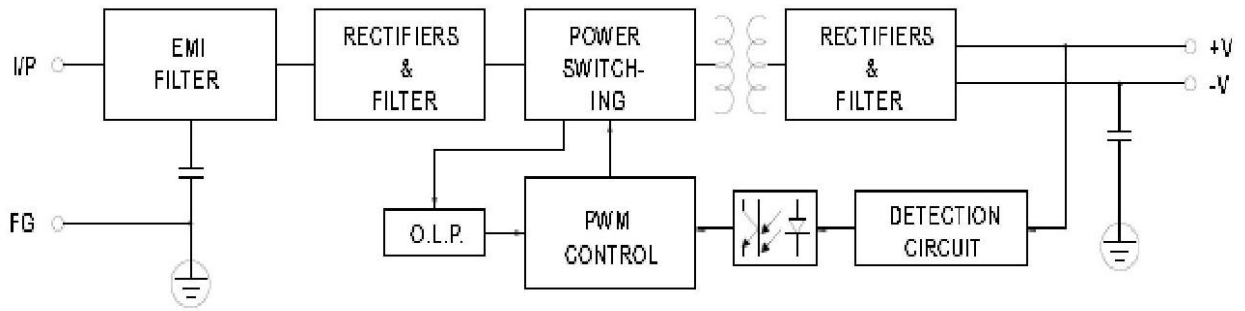 EMI
FILTER
RECTIFIERS
&
FILTER
POWER
SWITCH-
ING
RECTIFIERS
&
FILTER
I/P
+V
-V
FG
O.L.P.
PWM
CONTROL
DETECTION
CIRCUIT